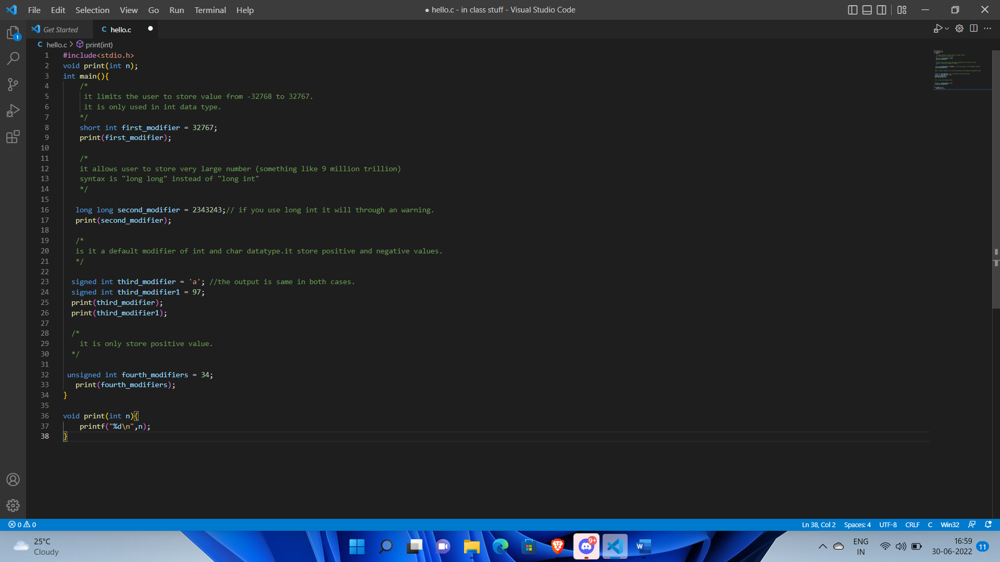 File Edit Selection View Go Run Terminal Help
● hello.c - in class stuff - Visual Studio Code
Get Started
C hello.c ●
1
C hello.c > print(int)
1 #include<stdio.h>
2 void print(int n);
3 int main(){
4 /*
5 it limits the user to store value from -32768 to 32767.
6 it is only used in int data type.
7 */
8 short int first_modifier = 32767;
9 print(first_modifier);
10
11 /*
12 it allows user to store very large number (something like 9 million trillion)
13 syntax is "long long" instead of "long int"
14 */
15
16 long long second_modifier = 2343243;// if you use long int it will through an warning.
17 print(second_modifier);
18
19 /*
20 is it a default modifier of int and char datatype.it store positive and negative values.
21 */
22
23 signed int third_modifier = 'a'; //the output is same in both cases.
24 signed int third_modifier1 = 97;
25 print(third_modifier);
26 print(third_modifier1);
27
28 /*
29 it is only store positive value.
30 */
31
32 unsigned int fourth_modifiers = 34;
33 print(fourth_modifiers);
34 }
35
36 void print(int n){
37 printf("%d\n",n);
38 }
0 0
Ln 38, Col 2 Spaces: 4 UTF-8 CRLF C Win32
25°C
Cloudy
9+
W
ENG
IN
16:59
30-06-2022
11